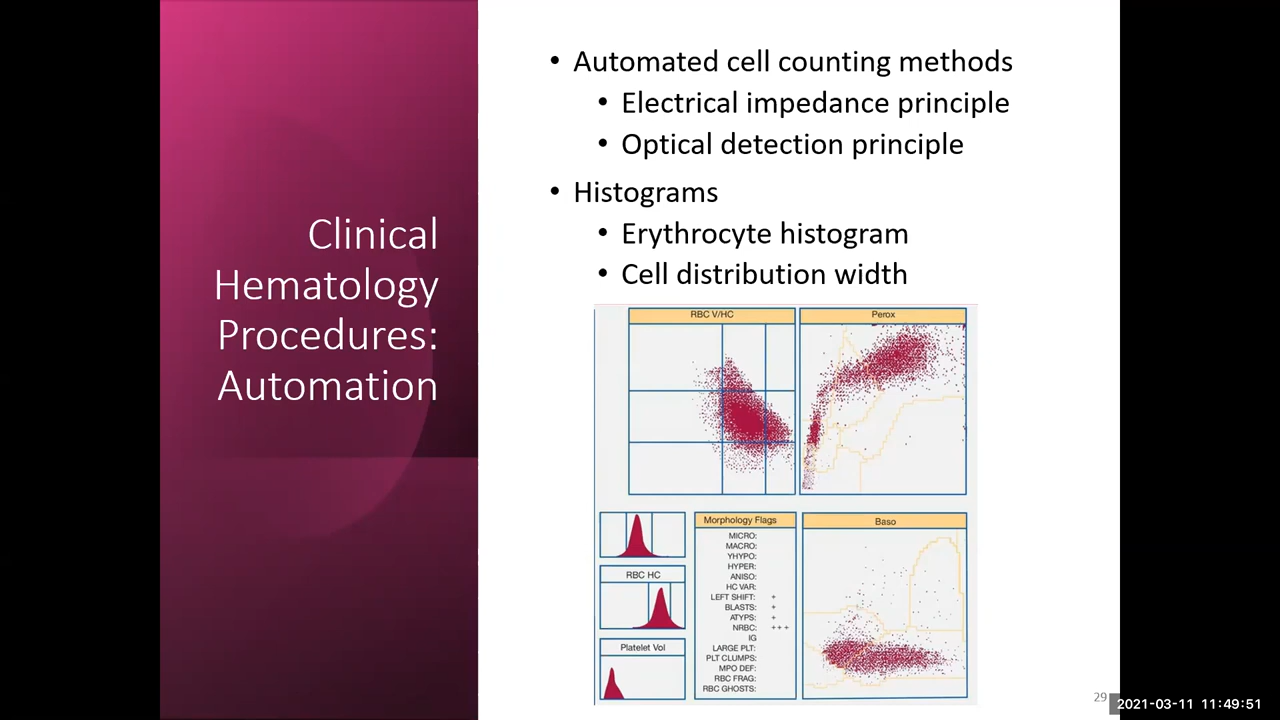 Clinical
Hematology
Procedures:
Automation
• Automated cell counting methods
• Electrical impedance principle
• Optical detection principle
• Histograms
• Erythrocyte histogram
• Cell distribution width
RBC V/HC
Perox
RBC HC
Platelet Vol
Morphology Flags
MICRO:
MACRO:
YHYPO:
HYPER:
ANISO:
HC VAR:
LEFT SHIFT: +
BLASTS: +
ATYPS: +
NRBC: +++
IG
LARGE PLT:
PLT CLUMPS:
MPO DEF:
RBC FRAG:
RBC GHOSTS:
Baso
29
2021-03-11 11:49:51